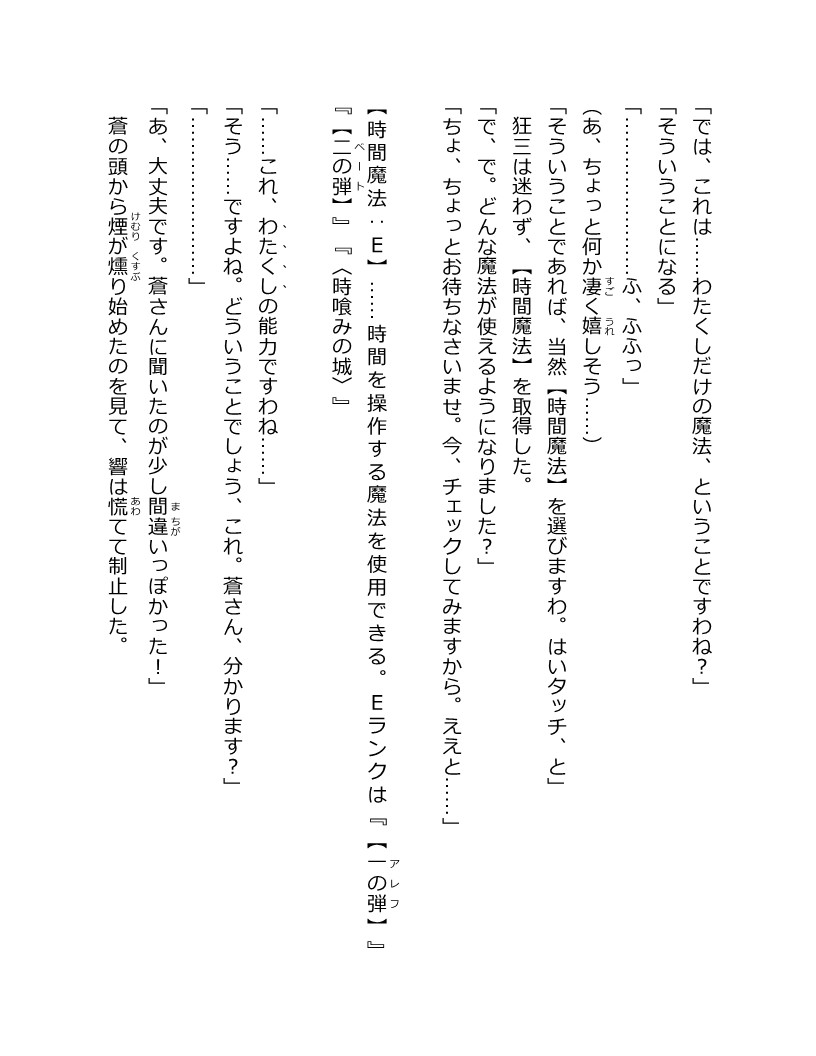 「では、これは……わたくしだけの魔法、ということですわね？」
「そういうことになる」
「……………………ふ、ふふっ」
（あ、ちょっと何か凄く嬉しそう……）
「そういうことであれば、当然【時間魔法】を選びますわ。はいタッチ、と」
狂三は迷わず、【時間魔法】を取得した。
「で、で。どんな魔法が使えるようになりました？」
「ちょ、ちょっとお待ちなさいませ。今、チェックしてみますから。ええと……」
【時間魔法：Ｅ】……時間を操作する魔法を使用できる。Ｅランクは『【一の弾】』
『【二の弾】』『〈時喰みの城〉』
「……これ、わたくしの能力ですわね……」
「そう……ですよね。どういうことでしょう、これ。蒼さん、分かります？」
「……………………」
「あ、大丈夫です。蒼さんに聞いたのが少し間違いっぽかった！」
蒼の頭から煙が燻り始めたのを見て、響は慌てて制止した。